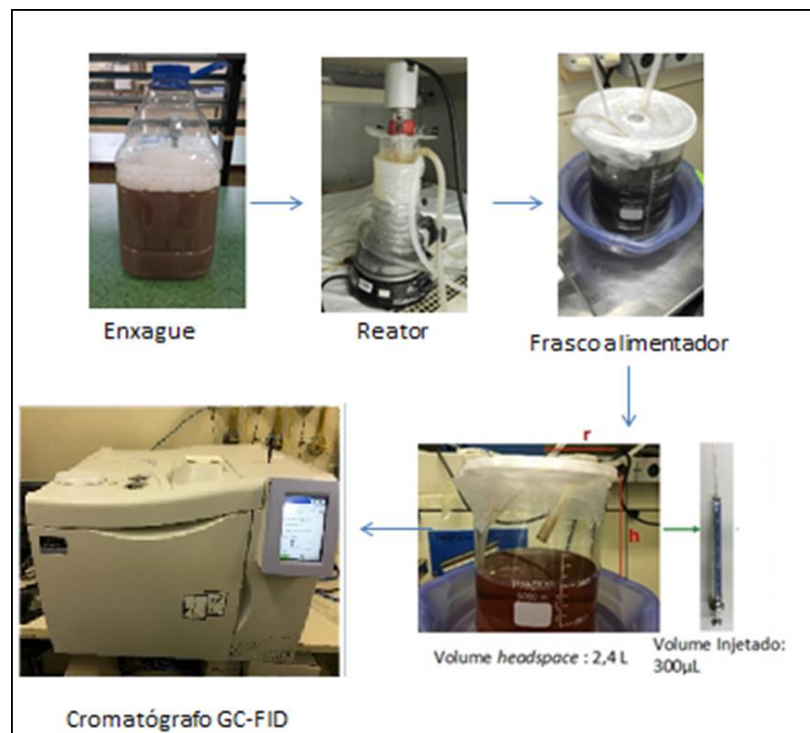 Enxague
Reator
Frasco alimentador
r
h
Volume headspace : 2,4 L
Volume Injetado:
300µL
Cromatógrafo GC-FID